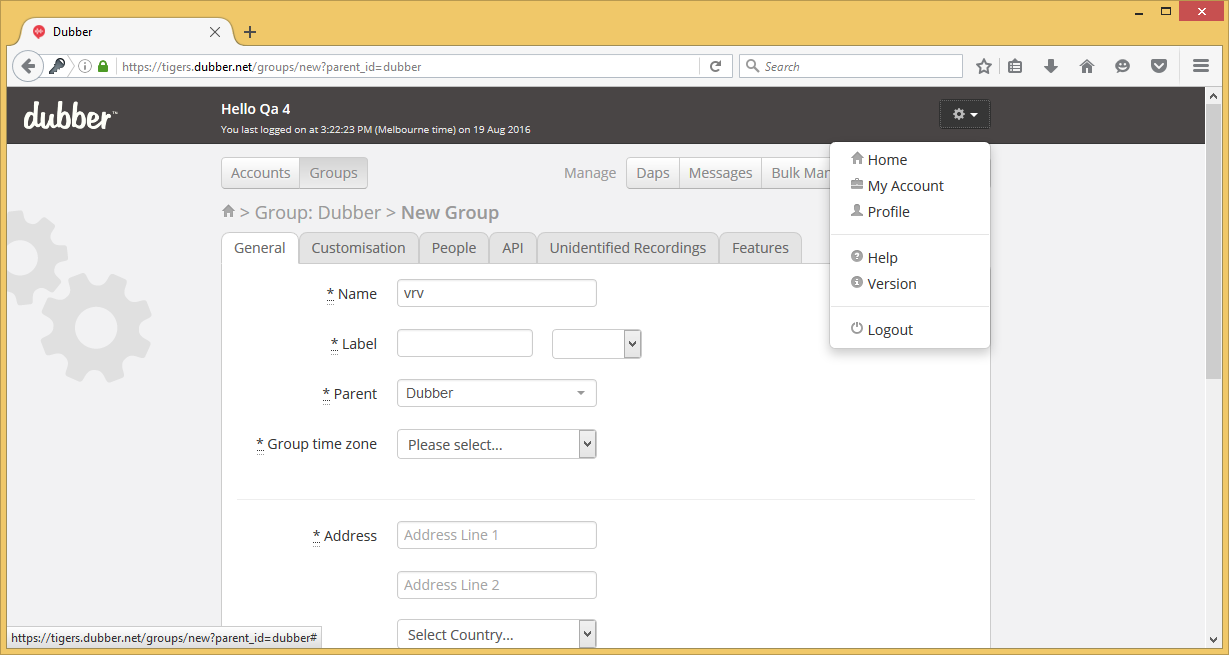 Dubber
https://tigers.dubber.net/groups/new?parent_id=dubber
Search
dubber™
Hello Qa 4
You last logged on at 3:22:23 PM (Melbourne time) on 19 Aug 2016
Accounts Groups Manage Daps Messages Bulk Man
Home
My Account
Profile
Help
Version
Logout
> Group: Dubber > New Group
General Customisation People API Unidentified Recordings Features
* Name vrv
* Label
* Parent Dubber
* Group time zone Please select...
* Address Address Line 1
Address Line 2
Select Country...
https://tigers.dubber.net/groups/new?parent_id=dubber#